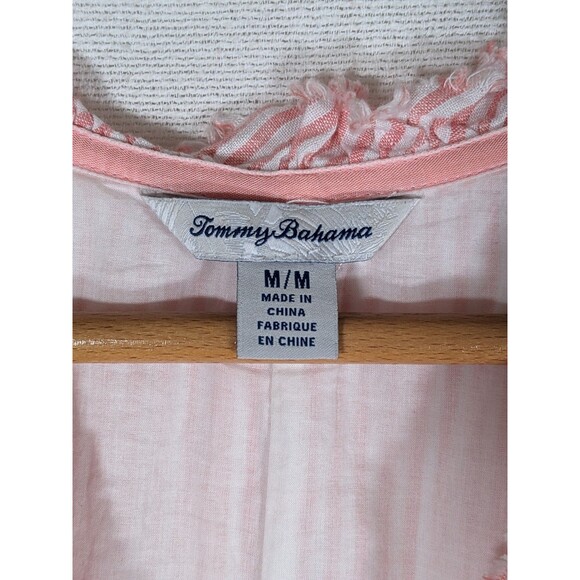 Tommy Bahama
M/M
MADE IN
CHINA
FABRIQUE
EN CHINE